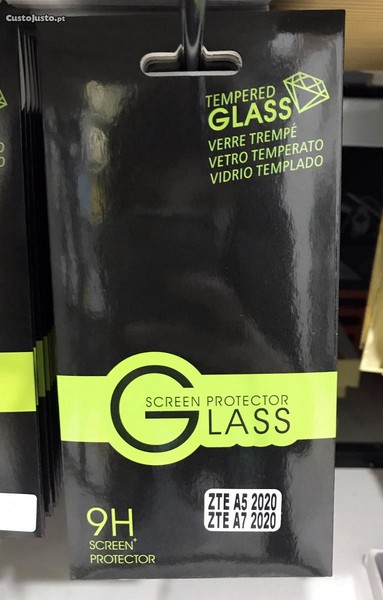 CustoJusto.pt
TEMPERED
GLASS
VERRE TREMPÉ
VETRO TEMPERATO
VIDRIO TEMPLADO
SCREEN PROTECTOR
GLASS
ZTE A5 2020
ZTE A7 2020
9H
SCREEN+
PROTECTOR